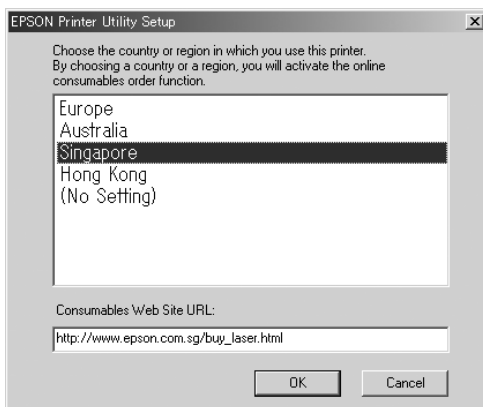 EPSON Printer Utility Setup
Choose the country or region in which you use this printer.
By choosing a country or a region, you will activate the online
consumables order function.
Europe
Australia
Singapore
Hong Kong
(No Setting)
Consumables Web Site URL:
http://www.epson.com.sg/buy_laser.html
OK Cancel